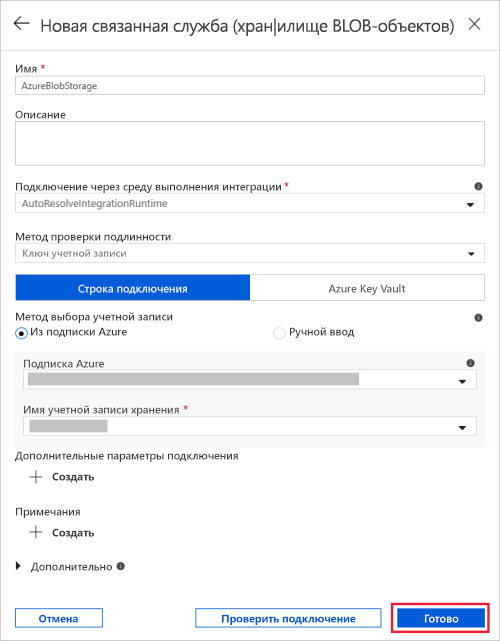 Новая связанная служба (хран|илище BLOB-объектов)
Имя *
AzureBlobStorage
Описание
Подключение через среду выполнения интеграции *
AutoResolveIntegrationRuntime
Метод проверки подлинности
Ключ учетной записи
Строка подключения Azure Key Vault
Метод выбора учетной записи
Из подписки Azure Ручной ввод
Подписка Azure
Имя учетной записи хранения *
Дополнительные параметры подключения
Создать
Примечания
Создать
Дополнительно
Отмена Проверить подключение Готово